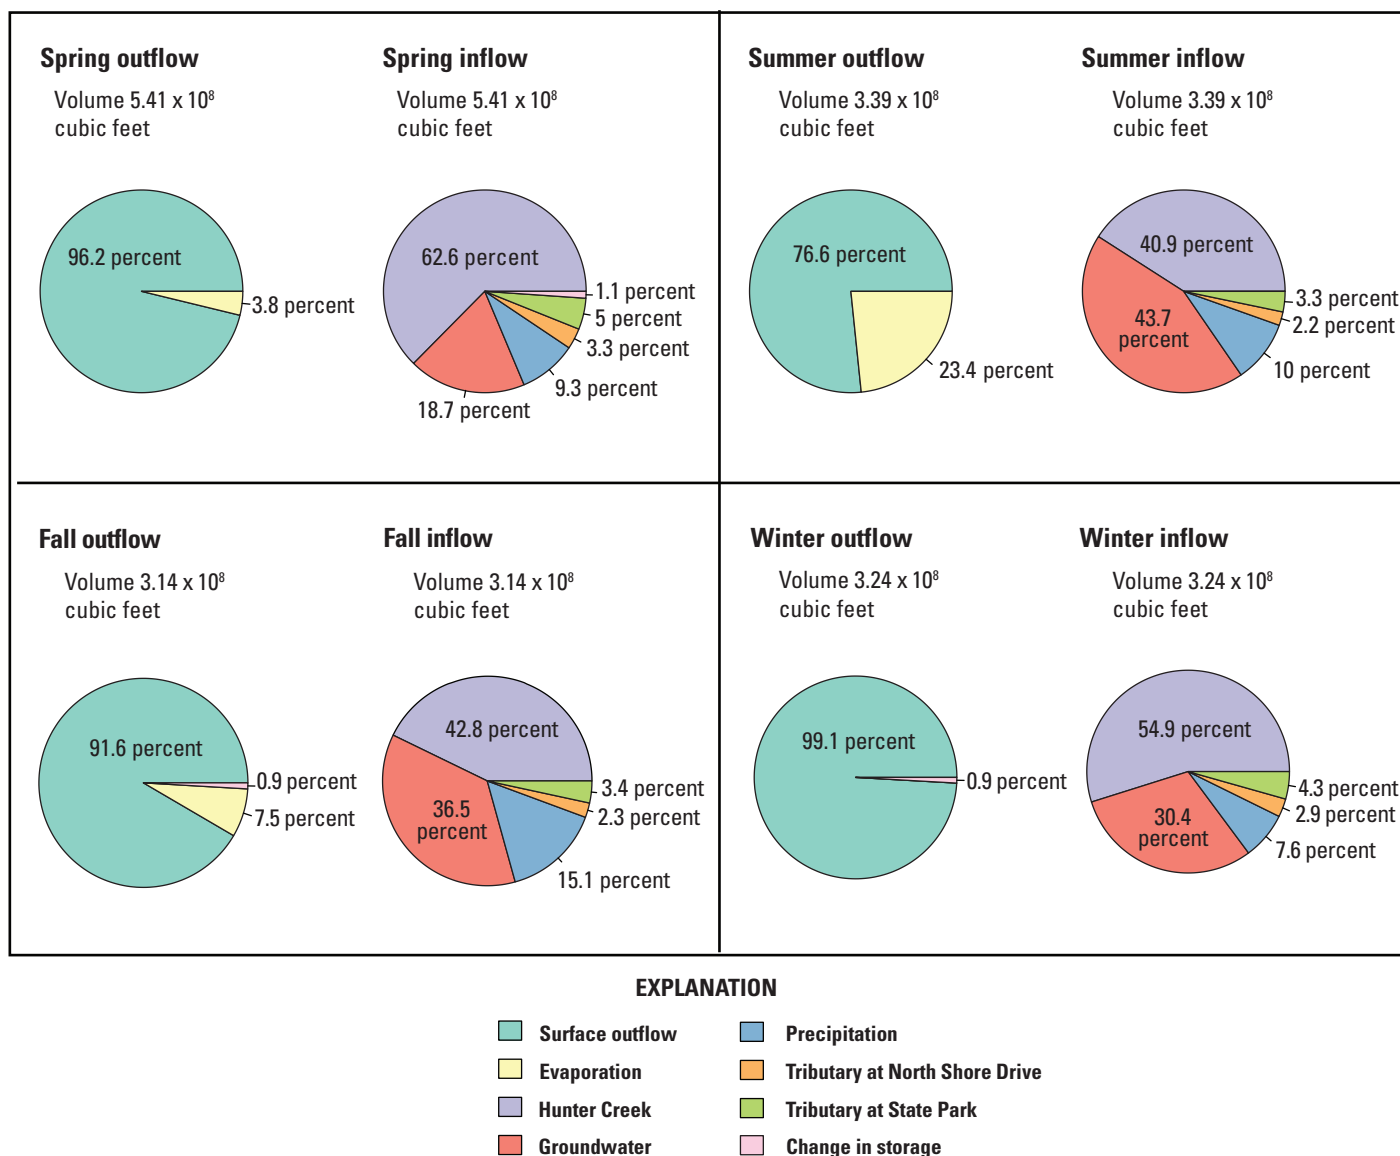 Spring outflow
Volume 5.41 x 10⁸
cubic feet
96.2 percent
3.8 percent
Spring inflow
Volume 5.41 x 10⁸
cubic feet
62.6 percent
1.1 percent
5 percent
3.3 percent
9.3 percent
18.7 percent
Summer outflow
Volume 3.39 x 10⁸
cubic feet
76.6 percent
23.4 percent
Summer inflow
Volume 3.39 x 10⁸
cubic feet
40.9 percent
3.3 percent
2.2 percent
43.7
percent
10 percent
Fall outflow
Volume 3.14 x 10⁸
cubic feet
91.6 percent
0.9 percent
7.5 percent
Fall inflow
Volume 3.14 x 10⁸
cubic feet
42.8 percent
3.4 percent
2.3 percent
36.5
percent
15.1 percent
Winter outflow
Volume 3.24 x 10⁸
cubic feet
99.1 percent
0.9 percent
Winter inflow
Volume 3.24 x 10⁸
cubic feet
54.9 percent
4.3 percent
2.9 percent
30.4
percent
7.6 percent
EXPLANATION
Surface outflow
Evaporation
Hunter Creek
Groundwater
Precipitation
Tributary at North Shore Drive
Tributary at State Park
Change in storage